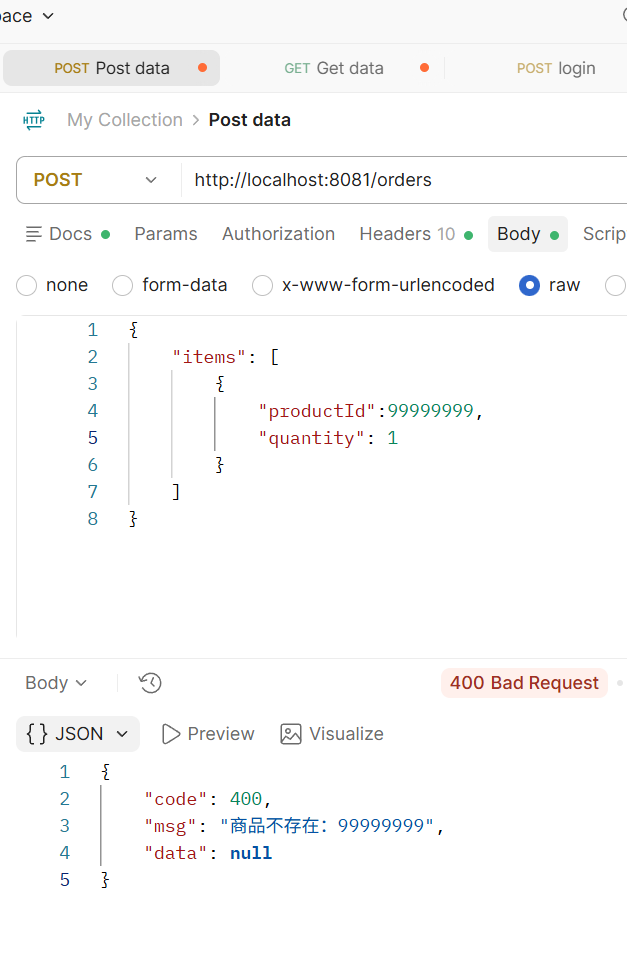 pace
POST Post data GET Get data POST login
HTTP My Collection > Post data
POST http://localhost:8081/orders
Docs Params Authorization Headers 10 Body Scrip
none form-data x-www-form-urlencoded raw
1 {
2 "items": [
3 {
4 "productId":99999999,
5 "quantity": 1
6 }
7 ]
8 }
Body 400 Bad Request
{} JSON Preview Visualize
1 {
2 "code": 400,
3 "msg": "商品不存在：99999999",
4 "data": null
5 }